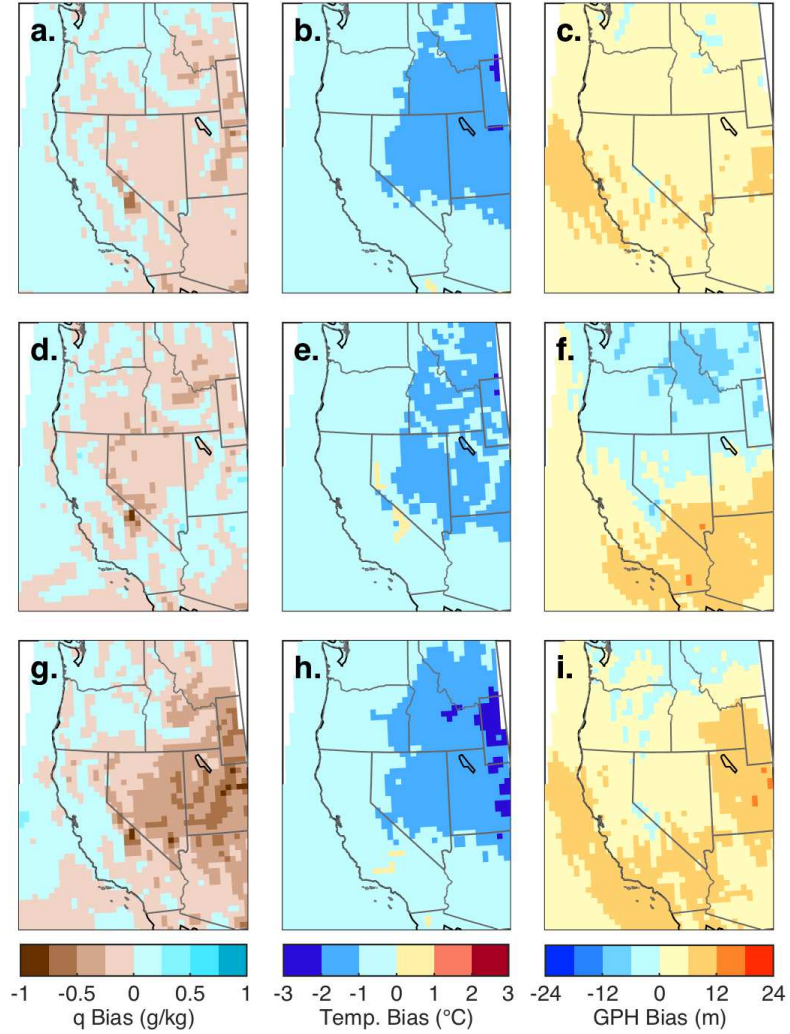 a. b. c.
d. e. f.
g. h. i.
-1 -0.5 0 0.5 1 -3 -2 -1 0 1 2 3 -24 -12 0 12 24
q Bias (g/kg) Temp. Bias (°C) GPH Bias (m)